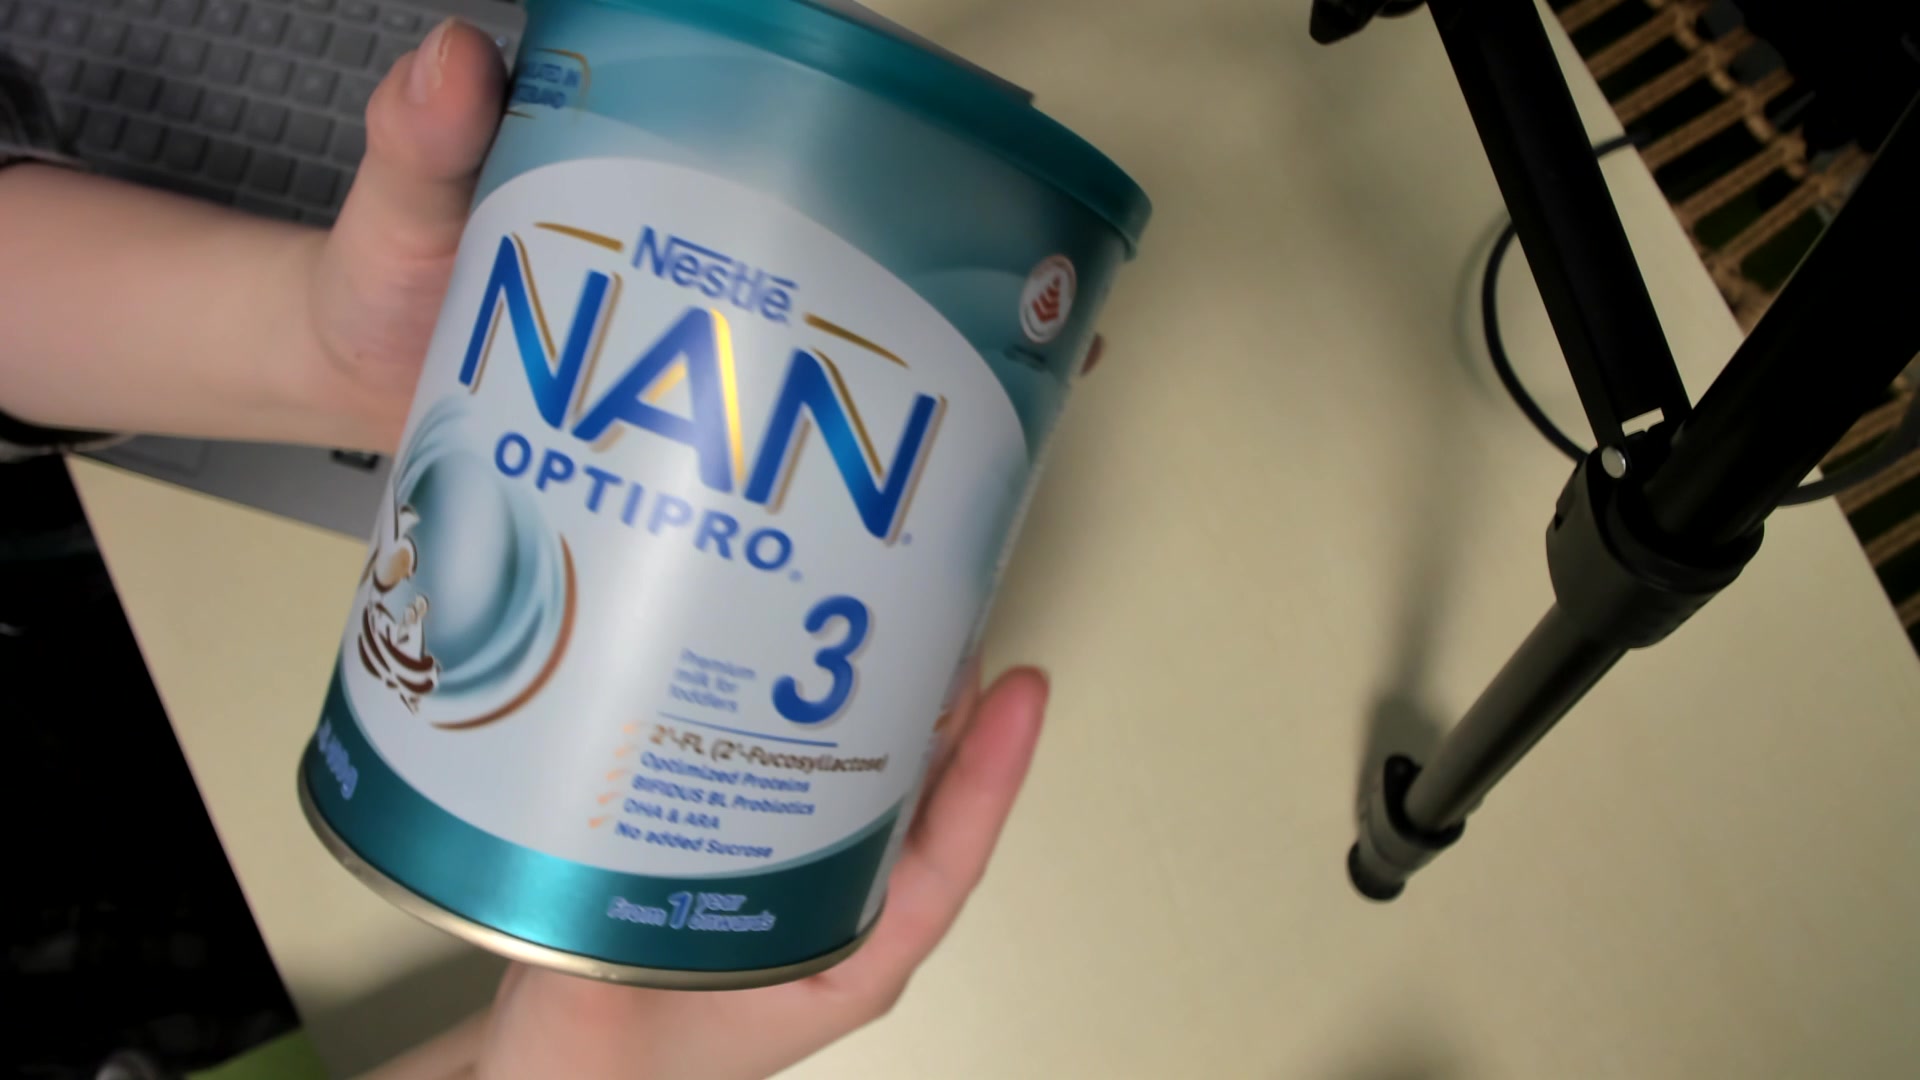 Nestlé
NAN
OPTIPRO
3
Premium
milk for
toddlers
2'-FL (2'-Fucosyllactose)
Optimized Proteins
BIFIDUS BL Probiotics
DHA & ARA
No added Sucrose
From 1 year
onwards